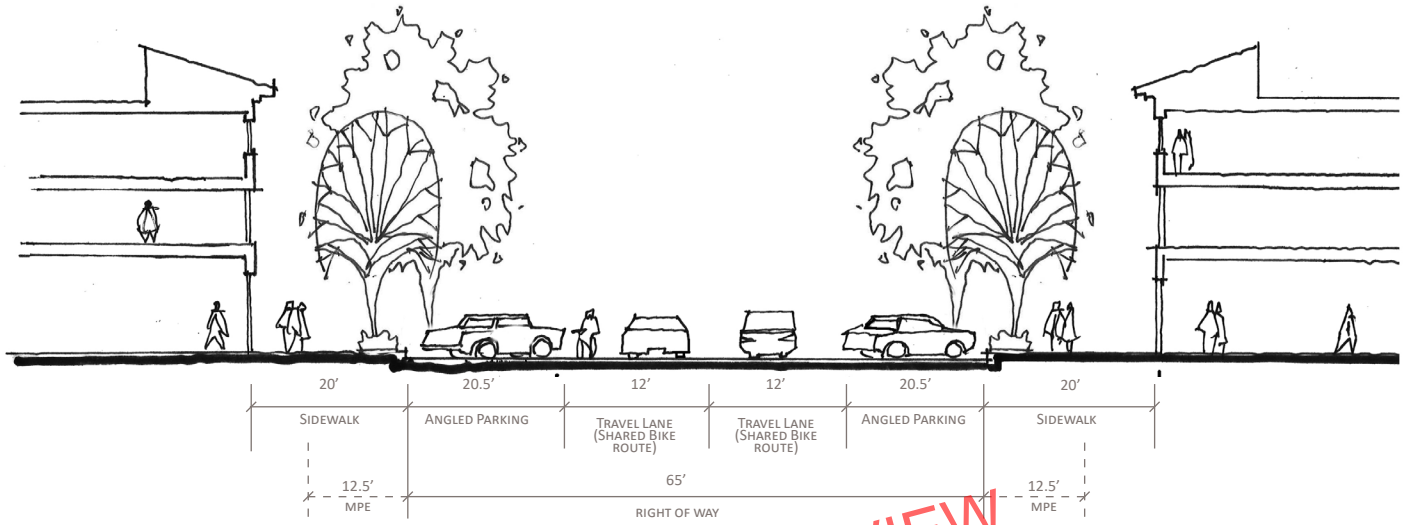 20’ 20.5’ 12’ 12’ 20.5’ 20’
SIDEWALK ANGLED PARKING TRAVEL LANE TRAVEL LANE ANGLED PARKING SIDEWALK
(SHARED BIKE (SHARED BIKE
ROUTE) ROUTE)
12.5’ 65’ 12.5’
MPE RIGHT OF WAY MPE